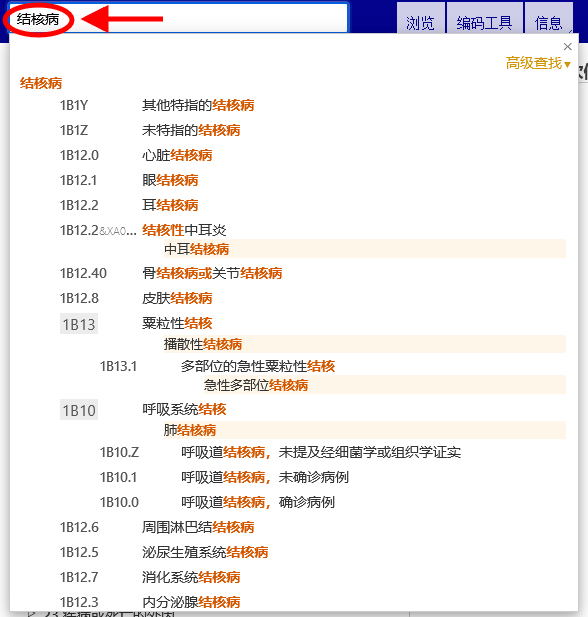 结核病
浏览 编码工具 信息
×
高级查找▾
结核病
1B1Y 其他特指的结核病
1B1Z 未特指的结核病
1B12.0 心脏结核病
1B12.1 眼结核病
1B12.2 耳结核病
1B12.2&XA0... 结核性中耳炎
中耳结核病
1B12.40 骨结核病或关节结核病
1B12.8 皮肤结核病
1B13 粟粒性结核
播散性结核病
1B13.1 多部位的急性粟粒性结核
急性多部位结核病
1B10 呼吸系统结核
肺结核病
1B10.Z 呼吸道结核病，未提及经细菌学或组织学证实
1B10.1 呼吸道结核病，未确诊病例
1B10.0 呼吸道结核病，确诊病例
1B12.6 周围淋巴结结核病
1B12.5 泌尿生殖系统结核病
1B12.7 消化系统结核病
1B12.3 内分泌腺结核病